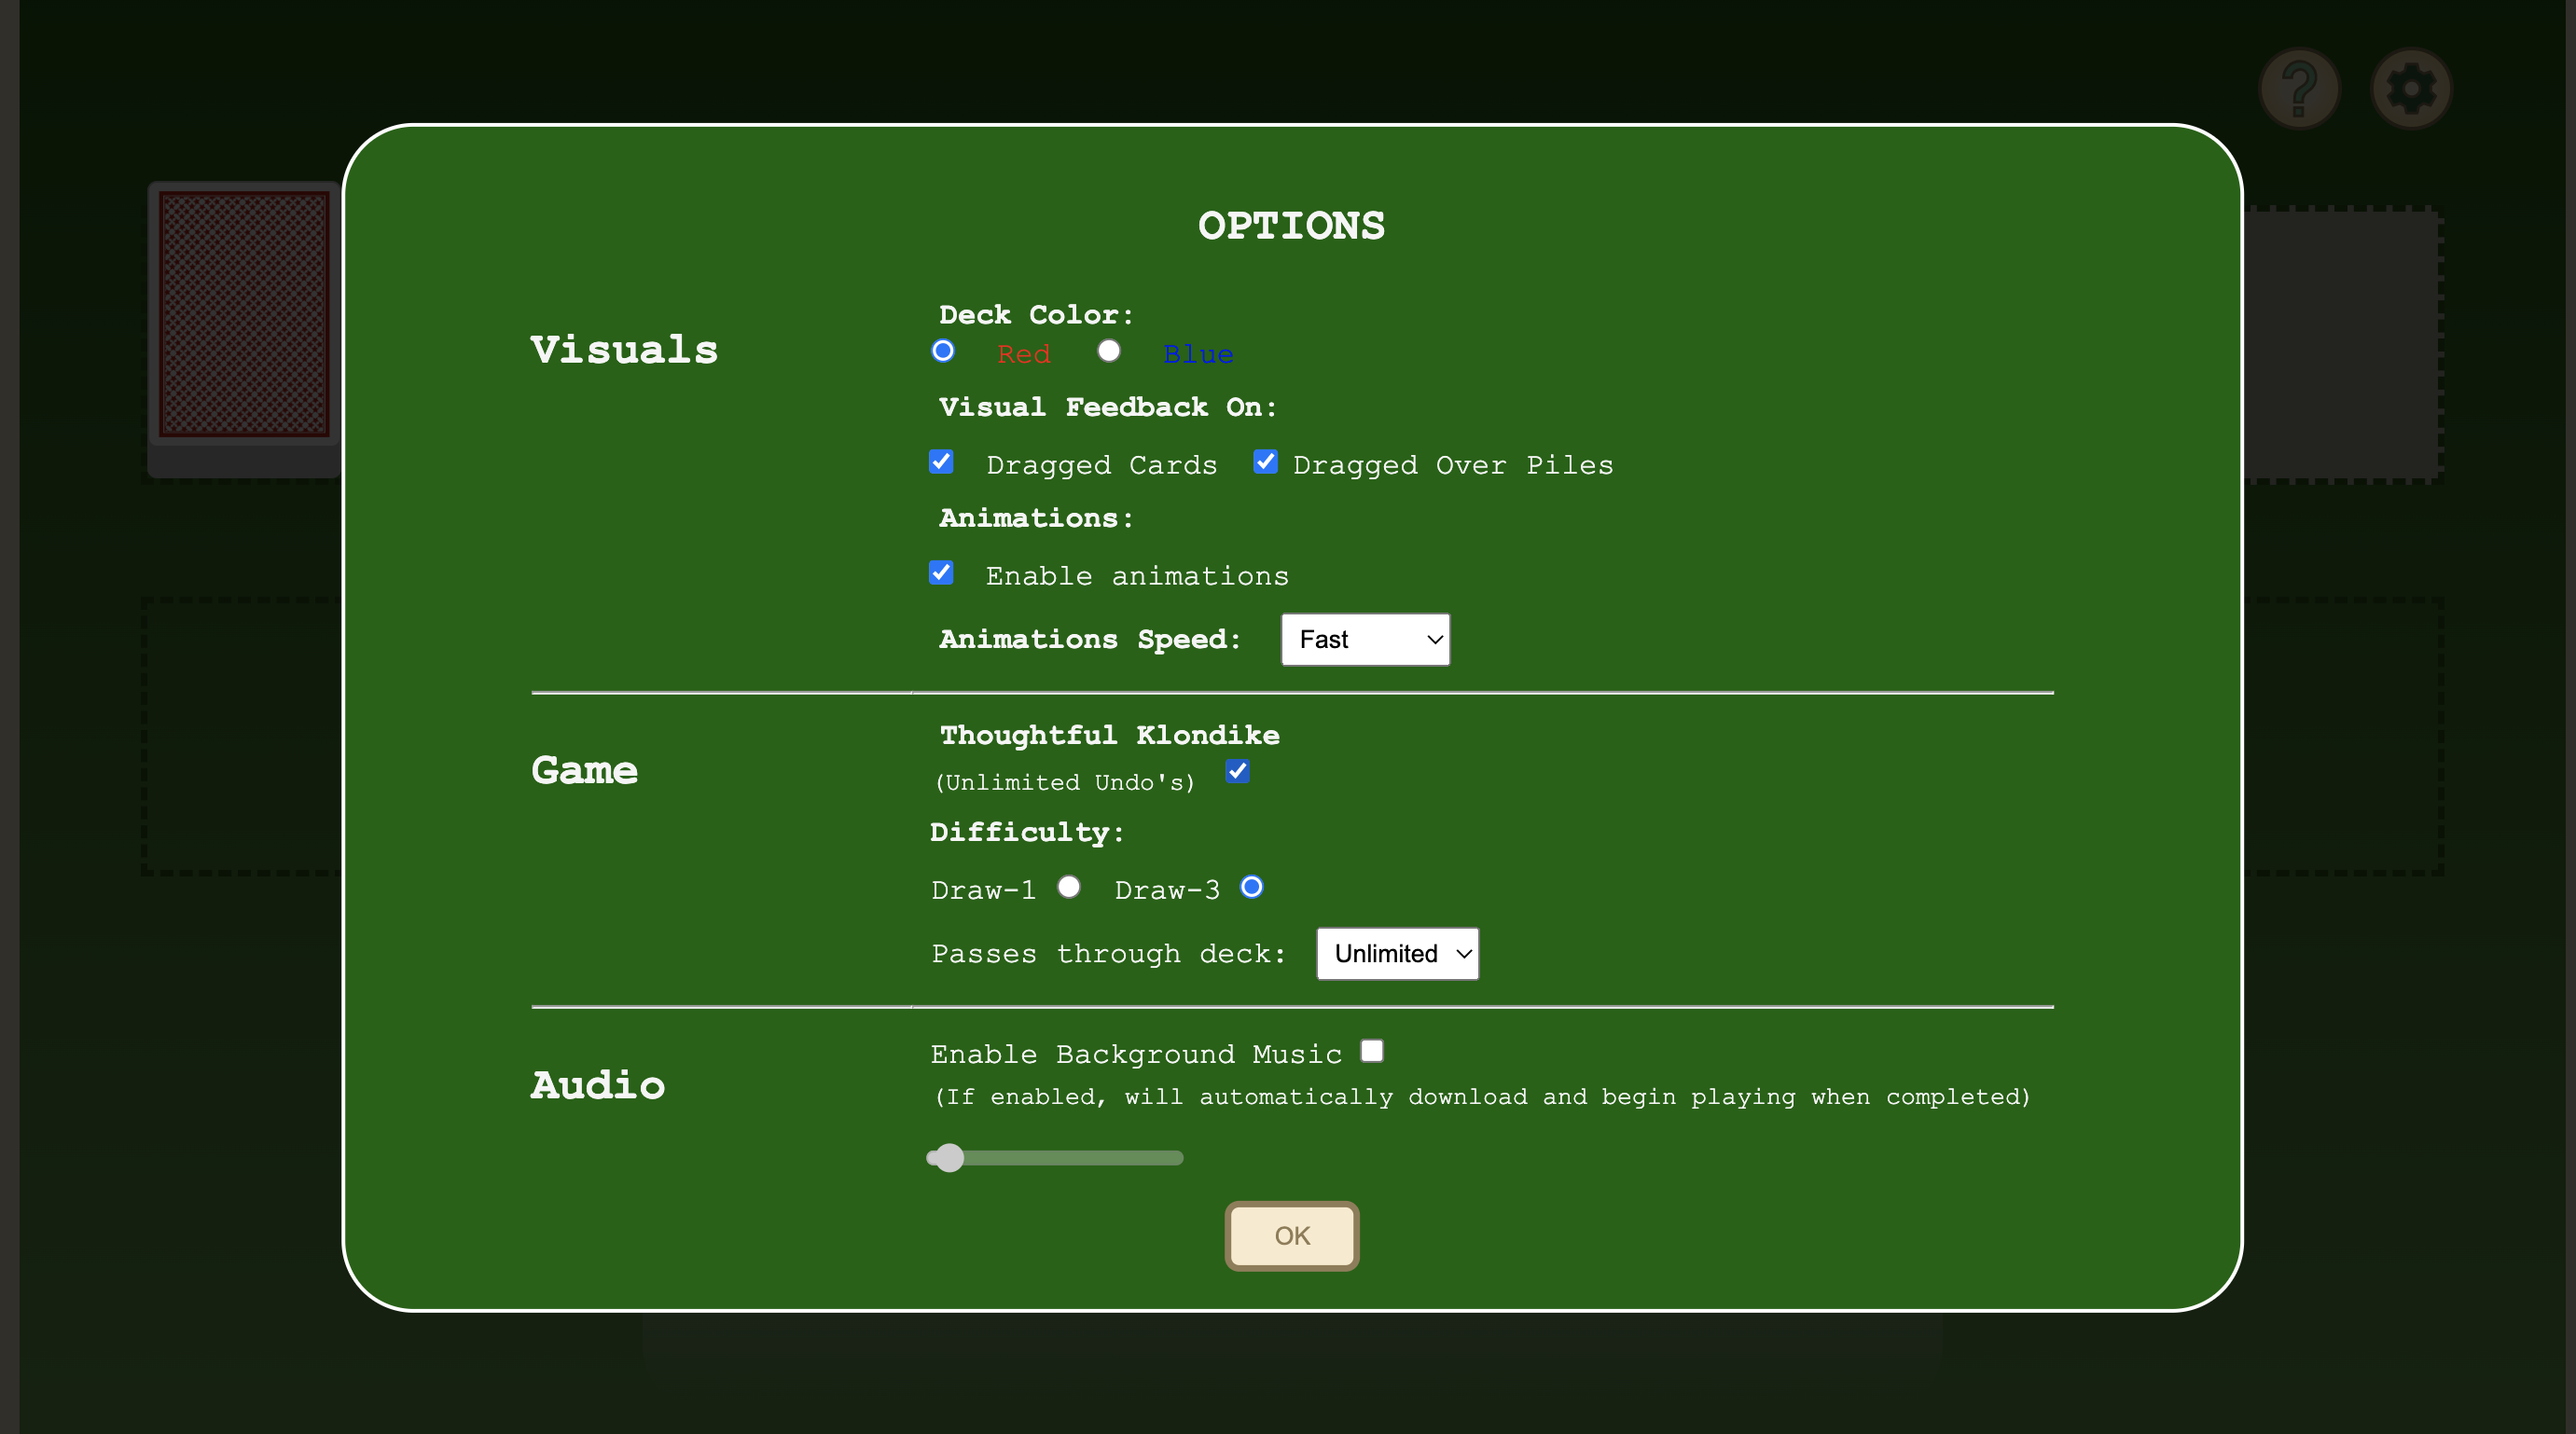 ?
OPTIONS
Visuals
Deck Color:
Red Blue
Visual Feedback On:
Dragged Cards Dragged Over Piles
Animations:
Enable animations
Animations Speed: Fast
Game
Thoughtful Klondike
(Unlimited Undo's)
Difficulty:
Draw-1 Draw-3
Passes through deck: Unlimited
Audio
Enable Background Music
(If enabled, will automatically download and begin playing when completed)
OK